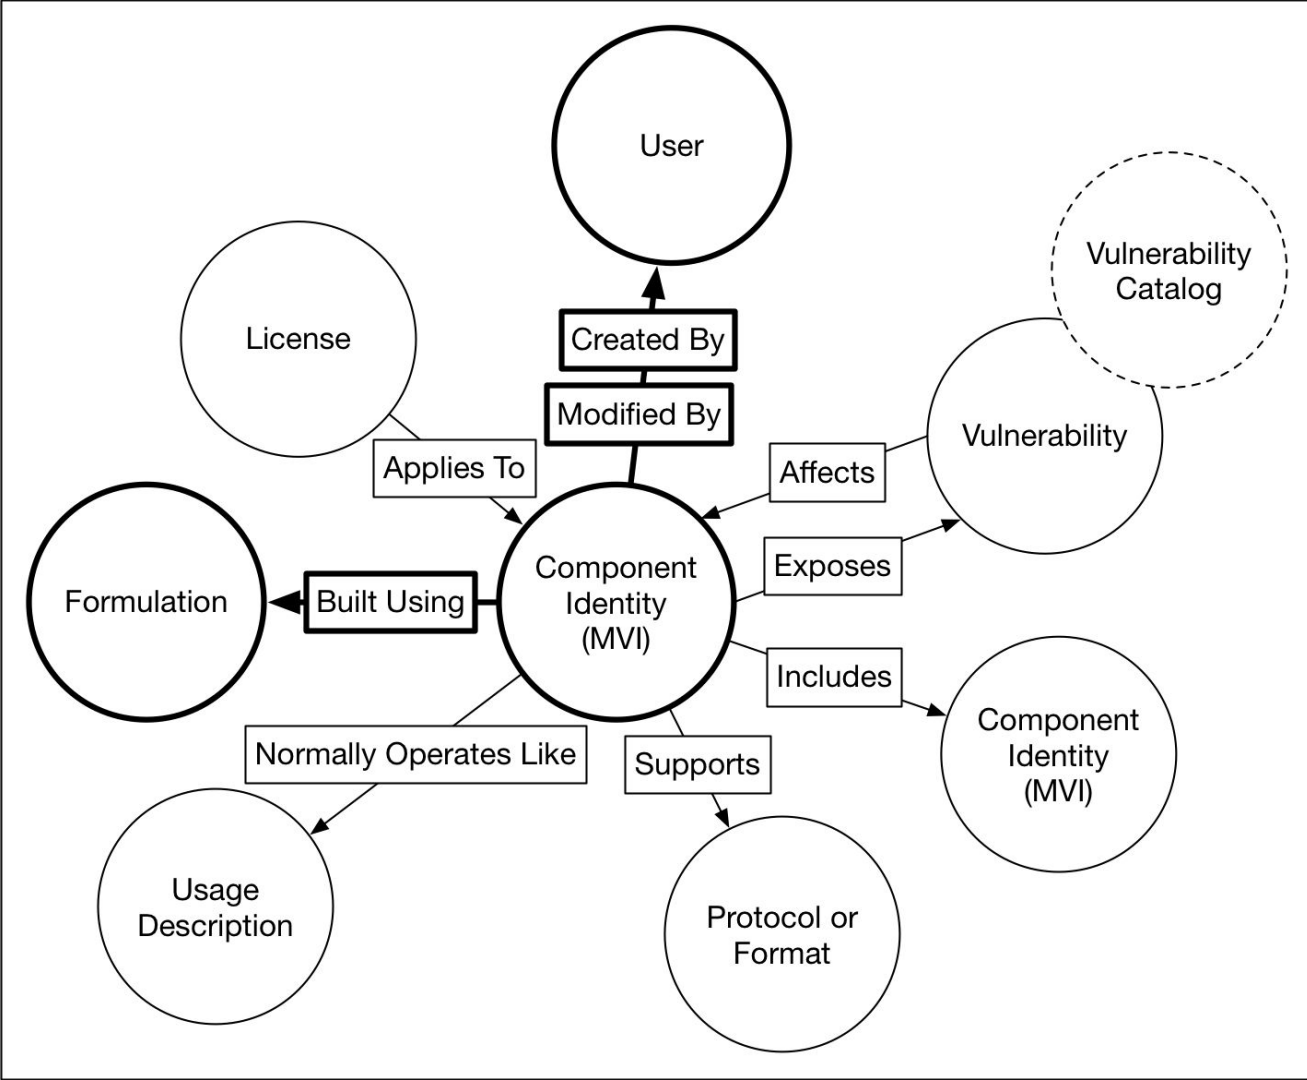 User
Vulnerability
Catalog
License
Created By
Modified By
Vulnerability
Applies To
Affects
Exposes
Component
Identity
(MVI)
Formulation
Built Using
Includes
Component
Identity
(MVI)
Normally Operates Like
Supports
Usage
Description
Protocol or
Format